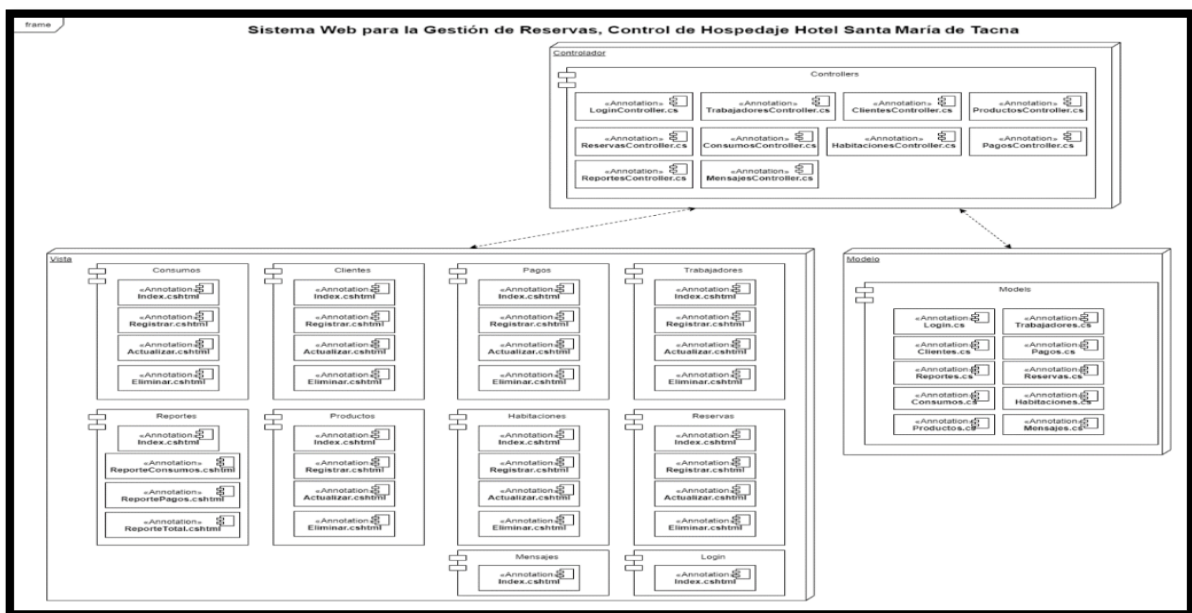 frame
Sistema Web para la Gestión de Reservas, Control de Hospedaje Hotel Santa María de Tacna
Controlador
Controllers
«Annotation»
LoginController.cs
«Annotation»
TrabajadoresController.cs
«Annotation»
ClientesController.cs
«Annotation»
ProductosController.cs
«Annotation»
ReservasController.cs
«Annotation»
ConsumosController.cs
«Annotation»
HabitacionesController.cs
«Annotation»
PagosController.cs
«Annotation»
ReportesController.cs
«Annotation»
MensajesController.cs
Vista
Consumos
«Annotation»
Index.cshtml
«Annotation»
Registrar.cshtml
«Annotation»
Actualizar.cshtml
«Annotation»
Eliminar.cshtml
Clientes
«Annotation»
Index.cshtml
«Annotation»
Registrar.cshtml
«Annotation»
Actualizar.cshtml
«Annotation»
Eliminar.cshtml
Pagos
«Annotation»
Index.cshtml
«Annotation»
Registrar.cshtml
«Annotation»
Actualizar.cshtml
«Annotation»
Eliminar.cshtml
Trabajadores
«Annotation»
Index.cshtml
«Annotation»
Registrar.cshtml
«Annotation»
Actualizar.cshtml
«Annotation»
Eliminar.cshtml
Reportes
«Annotation»
Index.cshtml
«Annotation»
ReporteConsumos.cshtml
«Annotation»
ReportePagos.cshtml
«Annotation»
ReporteTotal.cshtml
Productos
«Annotation»
Index.cshtml
«Annotation»
Registrar.cshtml
«Annotation»
Actualizar.cshtml
«Annotation»
Eliminar.cshtml
Habitaciones
«Annotation»
Index.cshtml
«Annotation»
Registrar.cshtml
«Annotation»
Actualizar.cshtml
«Annotation»
Eliminar.cshtml
Reservas
«Annotation»
Index.cshtml
«Annotation»
Registrar.cshtml
«Annotation»
Actualizar.cshtml
«Annotation»
Eliminar.cshtml
Mensajes
«Annotation»
Index.cshtml
Login
«Annotation»
Index.cshtml
Modelo
Models
«Annotation»
Login.cs
«Annotation»
Trabajadores.cs
«Annotation»
Clientes.cs
«Annotation»
Pagos.cs
«Annotation»
Reportes.cs
«Annotation»
Reservas.cs
«Annotation»
Consumos.cs
«Annotation»
Habitaciones.cs
«Annotation»
Productos.cs
«Annotation»
Mensajes.cs